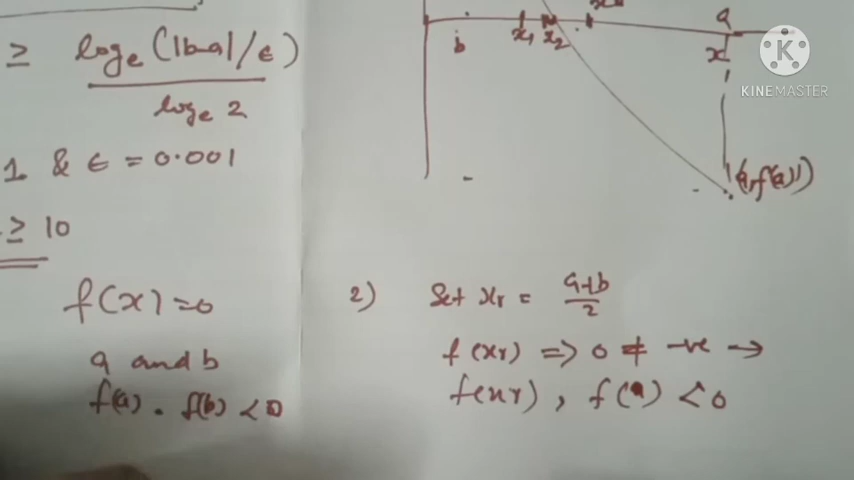 ≥ logₑ (|b-a|/ε)
logₑ 2
1. & ε = 0.001
≥ 10
f(x) = 0
a and b
f(a) . f(b) < 0
b x₁ x₂ a
x
(a, f(a))
K
KINEMASTER
2) Set xr = a+b
2
f(xr) => 0 ≠ -ve →
f(xr), f(a) < 0